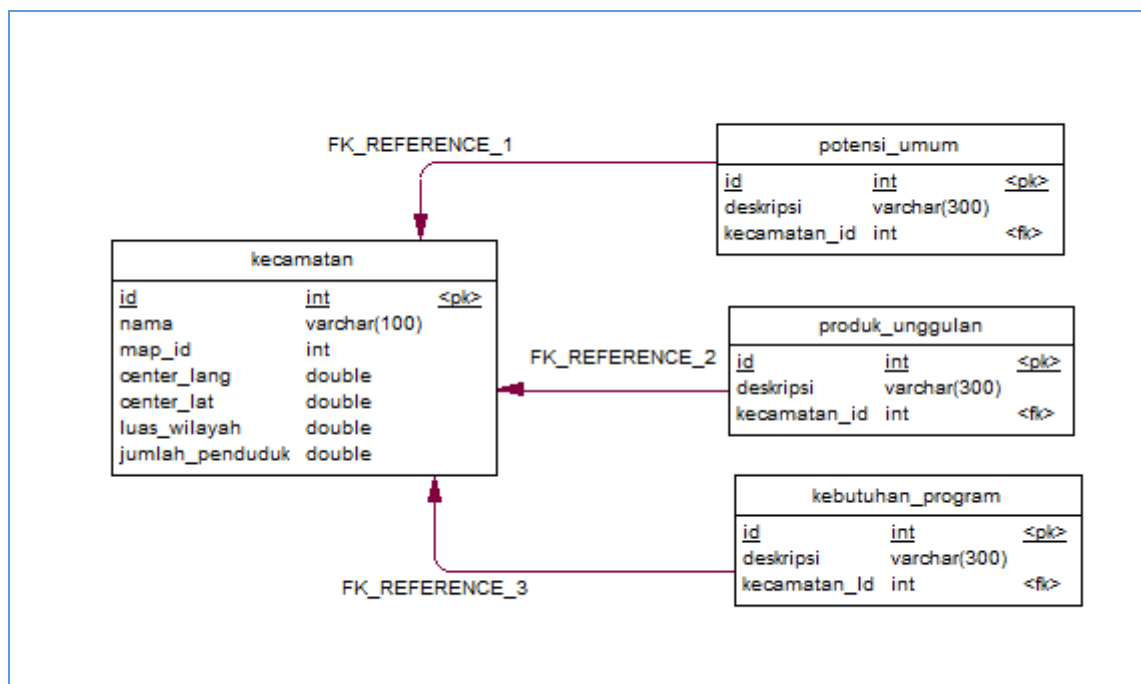 FK_REFERENCE_1
potensi_umum
id int <pk>
deskripsi varchar(300)
kecamatan_id int <fk>
kecamatan
id int <pk>
nama varchar(100)
map_id int
center_lang double
center_lat double
luas_wilayah double
jumlah_penduduk double
FK_REFERENCE_2
produk_unggulan
id int <pk>
deskripsi varchar(300)
kecamatan_id int <fk>
kebutuhan_program
id int <pk>
deskripsi varchar(300)
kecamatan_Id int <fk>
FK_REFERENCE_3